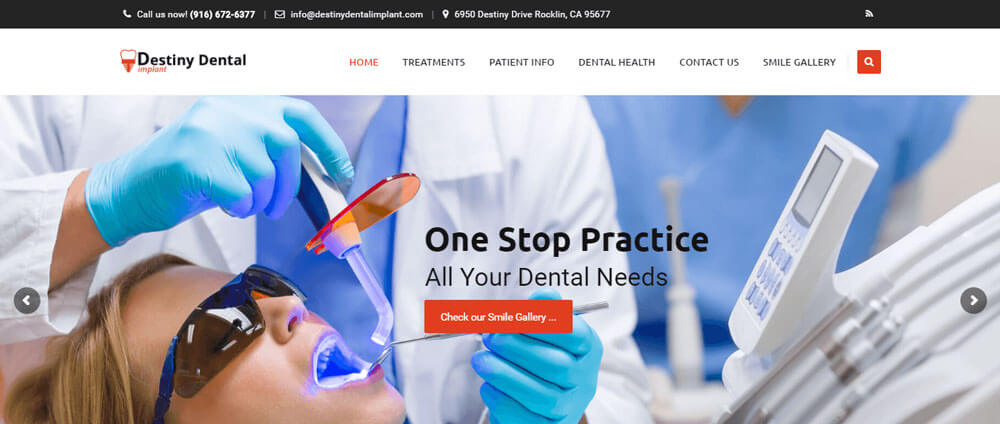 Call us now! (916) 672-6377 | info@destinydentalimplant.com | 6950 Destiny Drive Rocklin, CA 95677
Destiny Dental
implant
HOME TREATMENTS PATIENT INFO DENTAL HEALTH CONTACT US SMILE GALLERY
One Stop Practice
All Your Dental Needs
Check our Smile Gallery ...